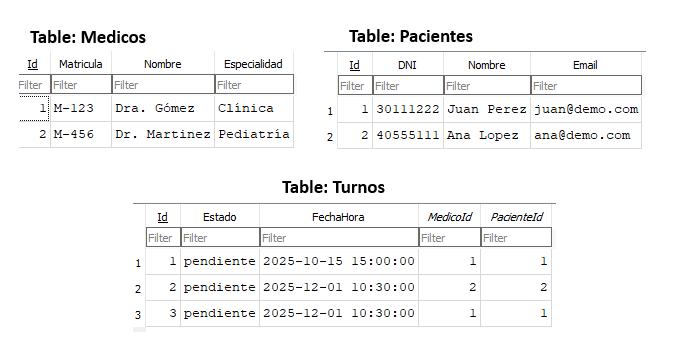 Table: Medicos
Id Matricula Nombre Especialidad
Filter Filter Filter Filter
1 M-123 Dra. Gómez Clínica
2 M-456 Dr. Martinez Pediatría
Table: Pacientes
Id DNI Nombre Email
Filter Filter Filter Filter
1 1 30111222 Juan Perez juan@demo.com
2 2 40555111 Ana Lopez ana@demo.com
Table: Turnos
Id Estado FechaHora MedicoId PacienteId
Filter Filter Filter Filter Filter
1 1 pendiente 2025-10-15 15:00:00 1 1
2 2 pendiente 2025-12-01 10:30:00 2 2
3 3 pendiente 2025-12-01 10:30:00 1 1